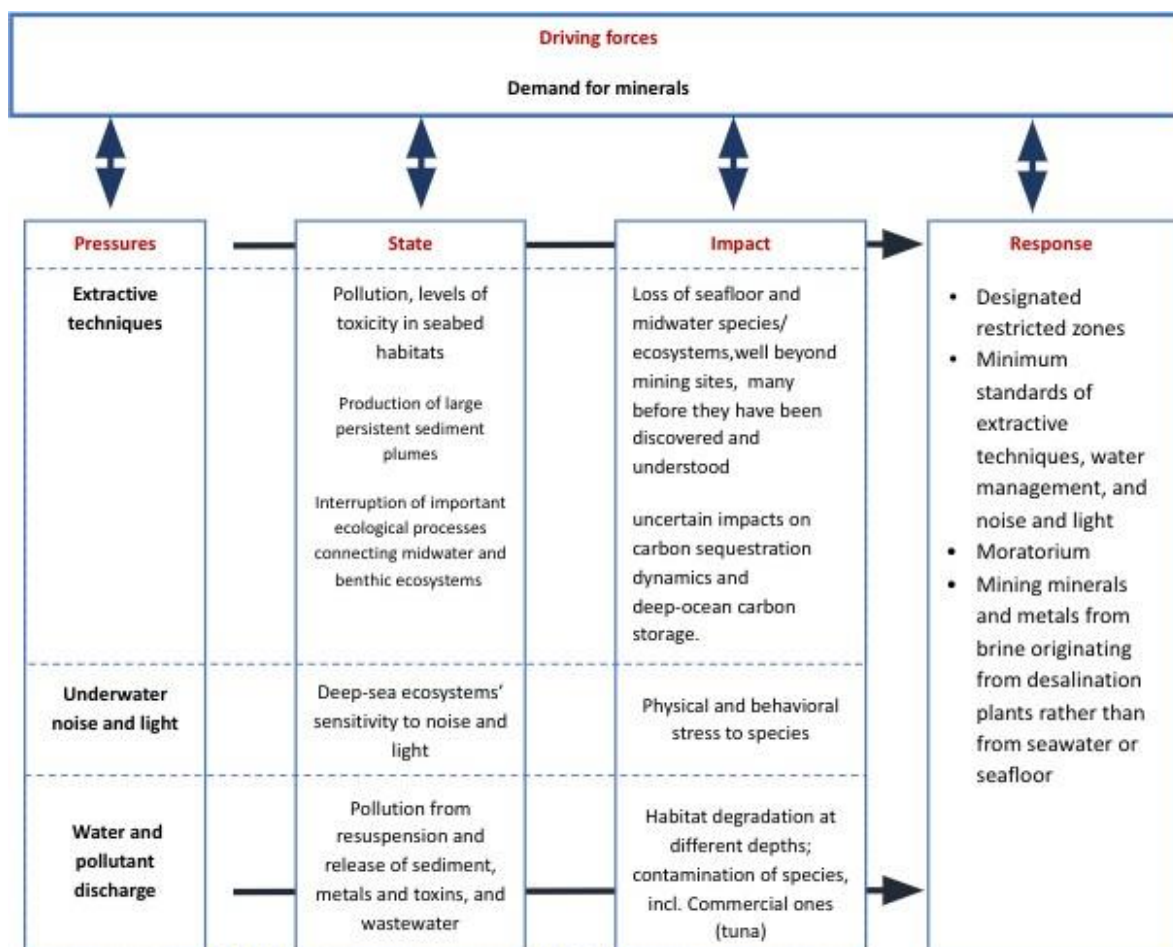 Driving forces
Demand for minerals
Pressures
State
Impact
Response
Extractive
techniques
Pollution, levels of
toxicity in seabed
habitats
Production of large
persistent sediment
plumes
Interruption of important
ecological processes
connecting midwater and
benthic ecosystems
Loss of seafloor and
midwater species/
ecosystems,well beyond
mining sites, many
before they have been
discovered and
understood
uncertain impacts on
carbon sequestration
dynamics and
deep-ocean carbon
storage.
Underwater
noise and light
Deep-sea ecosystems'
sensitivity to noise and
light
Physical and behavioral
stress to species
Water and
pollutant
discharge
Pollution from
resuspension and
release of sediment,
metals and toxins, and
wastewater
Habitat degradation at
different depths;
contamination of species,
incl. Commercial ones
(tuna)
• Designated
restricted zones
• Minimum
standards of
extractive
techniques, water
management, and
noise and light
• Moratorium
• Mining minerals
and metals from
brine originating
from desalination
plants rather than
from seawater or
seafloor